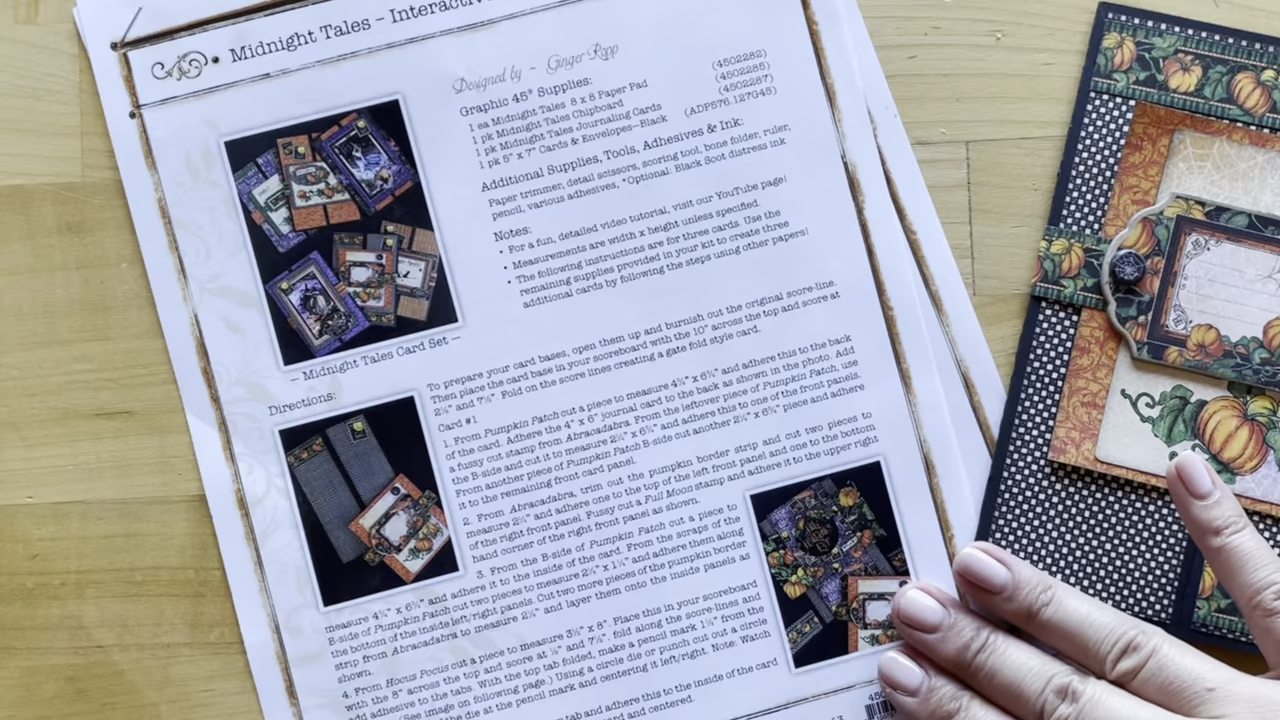 Midnight Tales – Interactive
Designed by ~ Ginger Ropp
Graphic 45® Supplies:
1 ea Midnight Tales 8 x 8 Paper Pad (4502282)
1 pk Midnight Tales Chipboard (4502285)
1 pk Midnight Tales Journaling Cards (4502287)
1 pk 5" x 7" Cards & Envelopes—Black (ADP576.127G45)
Additional Supplies, Tools, Adhesives & Ink:
Paper trimmer, detail scissors, scoring tool, bone folder, ruler,
pencil, various adhesives, *Optional: Black Soot distress ink
Notes:
• For a fun, detailed video tutorial, visit our YouTube page!
• Measurements are width x height unless specified.
• The following instructions are for three cards. Use the
remaining supplies provided in your kit to create three
additional cards by following the steps using other papers!
— Midnight Tales Card Set —
Directions:
To prepare your card bases, open them up and burnish out the original score-line.
Then place the card base in your scoreboard with the 10" across the top and score at
2½" and 7½". Fold on the score lines creating a gate fold style card.
Card #1
1. From Pumpkin Patch cut a piece to measure 4¾" x 6¾" and adhere this to the back
of the card. Adhere the 4" x 6" journal card to the back as shown in the photo. Add
a fussy cut stamp from Abracadabra. From the leftover piece of Pumpkin Patch, use
the B-side and cut it to measure 2¼" x 6¾" and adhere this to one of the front panels.
From another piece of Pumpkin Patch B-side cut another 2¼" x 6¾" piece and adhere
it to the remaining front card panel.
2. From Abracadabra, trim out the pumpkin border strip and cut two pieces to
measure 2¼" and adhere one to the top of the left front panel and one to the bottom
of the right front panel. Fussy cut a Full Moon stamp and adhere it to the upper right
hand corner of the right front panel as shown.
3. From the B-side of Pumpkin Patch cut a piece to
measure 4¾" x 6¾" and adhere it to the inside of the card. From the scraps of the
B-side of Pumpkin Patch cut two pieces to measure 2¼" x 1¾" and adhere them along
the bottom of the inside left/right panels. Cut two more pieces of the pumpkin border
strip from Abracadabra to measure 2¼" and layer them onto the inside panels as
shown.
4. From Hocus Pocus cut a piece to measure 3½" x 8". Place this in your scoreboard
with the 8" across the top and score at ½" and 7½". fold along the score-lines and
add adhesive to the tabs. With the top tab folded, make a pencil mark 1¼" from the
(See image on following page.) Using a circle die or punch cut out a circle
the die at the pencil mark and centering it left/right. Note: Watch
tab and adhere this to the inside of the card
and centered.